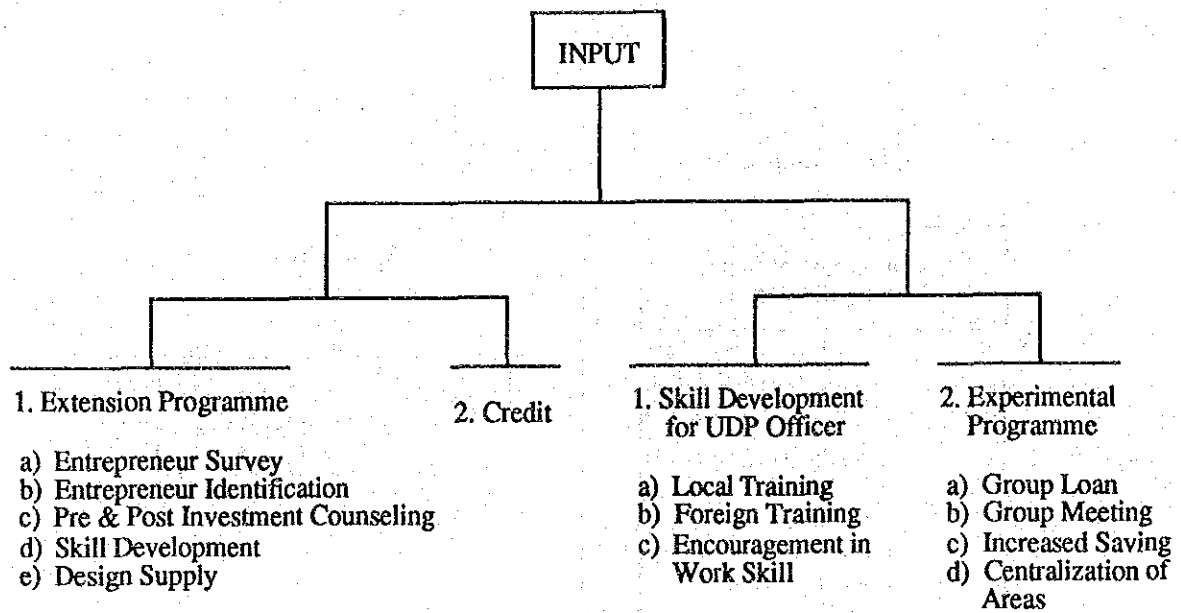 INPUT
1. Extension Programme
a) Entrepreneur Survey
b) Entrepreneur Identification
c) Pre & Post Investment Counseling
d) Skill Development
e) Design Supply
2. Credit
1. Skill Development
for UDP Officer
a) Local Training
b) Foreign Training
c) Encouragement in
Work Skill
2. Experimental
Programme
a) Group Loan
b) Group Meeting
c) Increased Saving
d) Centralization of
Areas